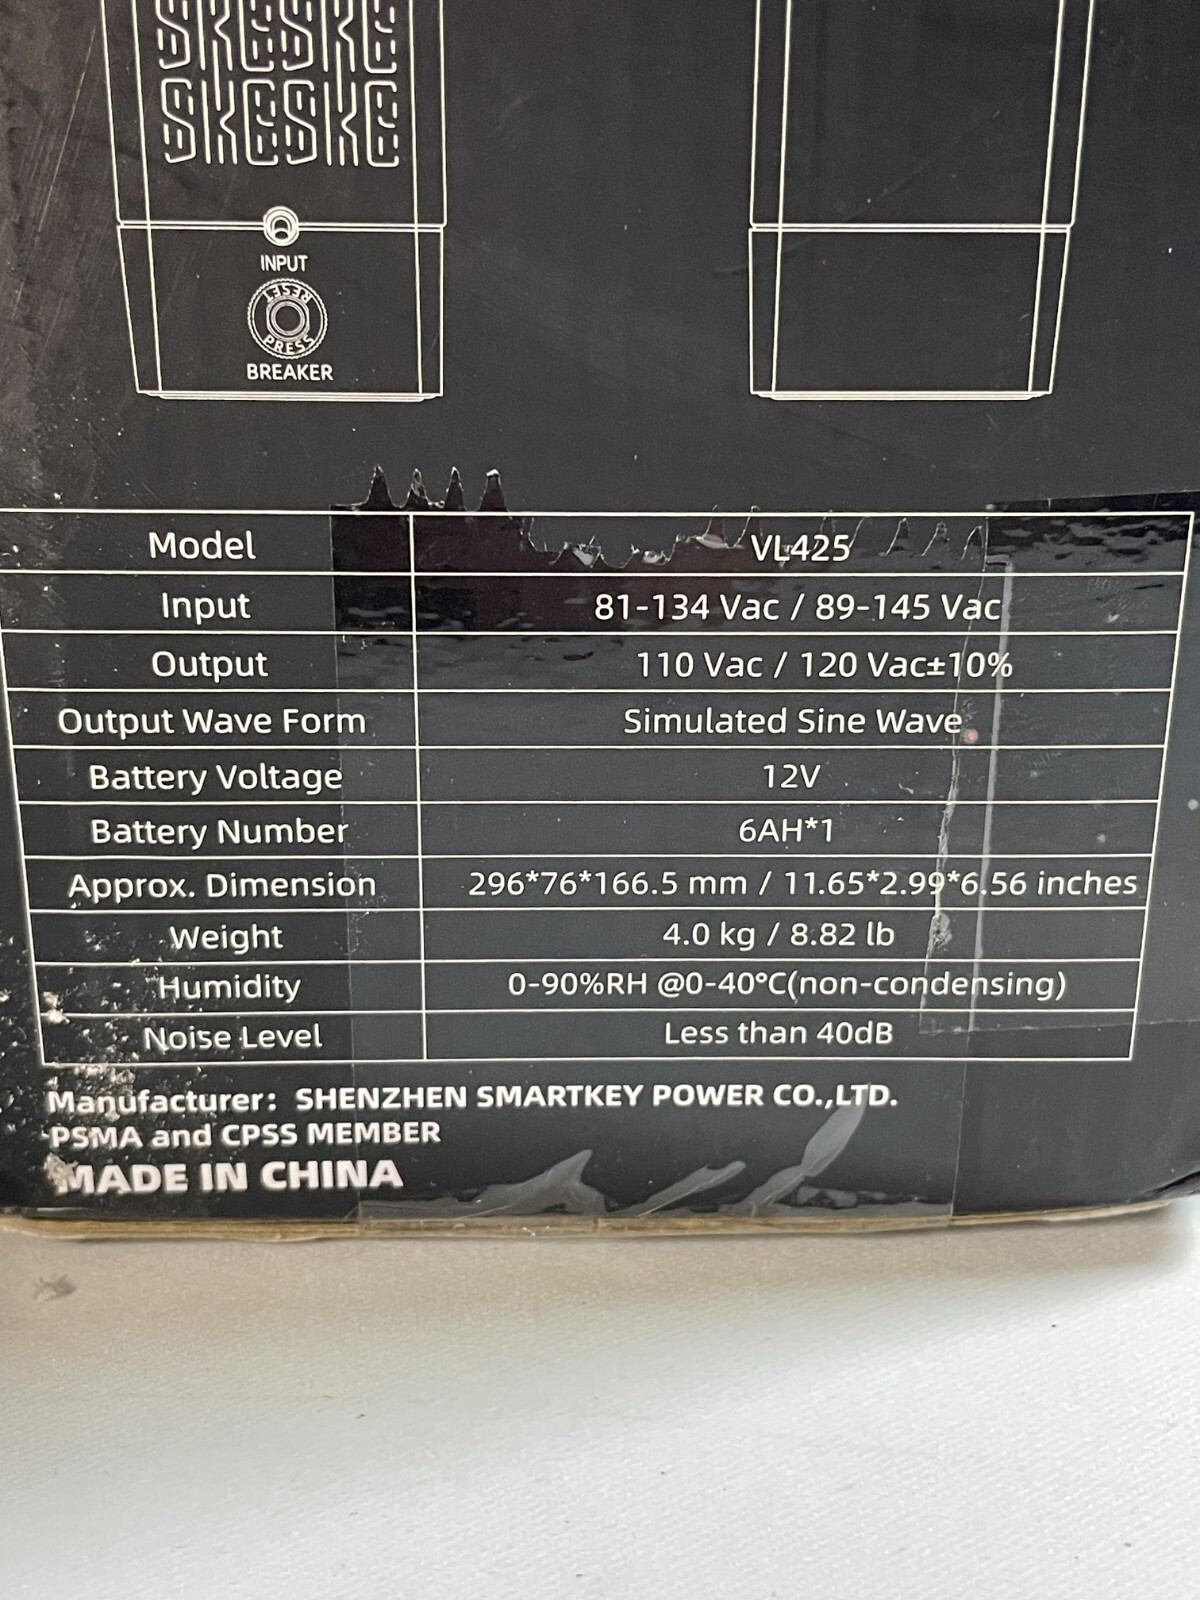 SKESKE
SKESKE
INPUT
RESET
PRESS
BREAKER
Model VL425
Input 81-134 Vac / 89-145 Vac
Output 110 Vac / 120 Vac±10%
Output Wave Form Simulated Sine Wave
Battery Voltage 12V
Battery Number 6AH*1
Approx. Dimension 296*76*166.5 mm / 11.65*2.99*6.56 inches
Weight 4.0 kg / 8.82 lb
Humidity 0-90%RH @0-40°C(non-condensing)
Noise Level Less than 40dB
Manufacturer: SHENZHEN SMARTKEY POWER CO.,LTD.
PSMA and CPSS MEMBER
MADE IN CHINA